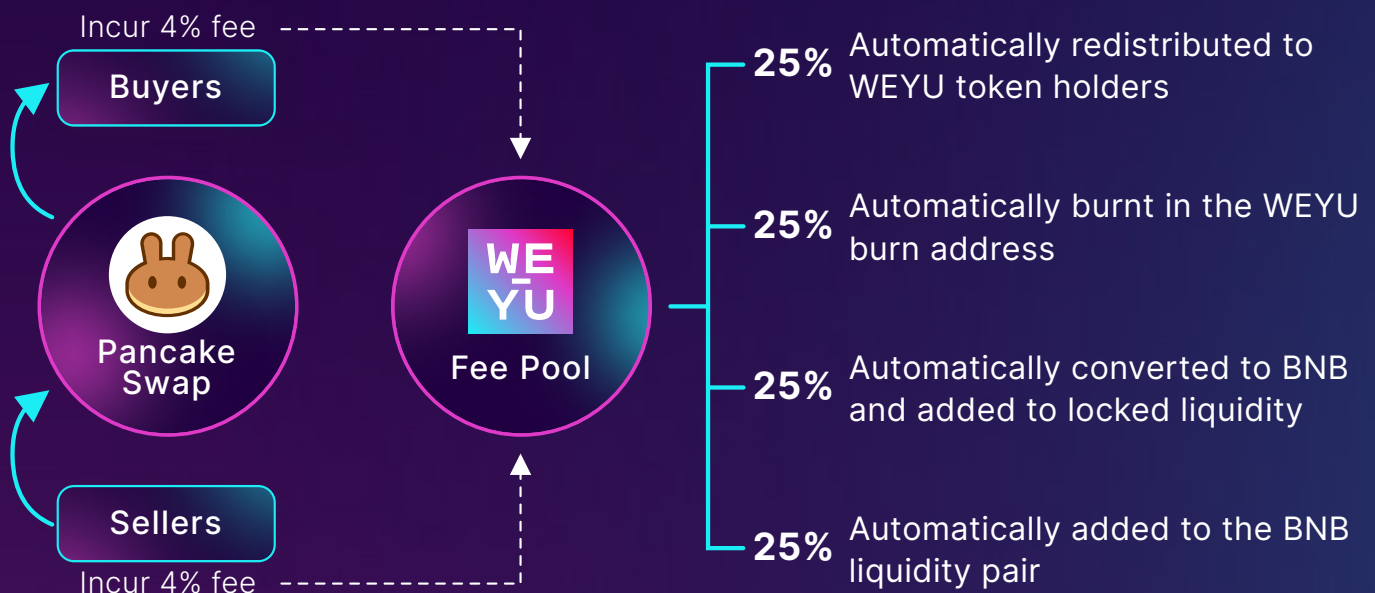 Incur 4% fee
Buyers
Pancake
Swap
Sellers
Incur 4% fee
WE
YU
Fee Pool
25%
Automatically redistributed to
WEYU token holders
25%
Automatically burnt in the WEYU
burn address
25%
Automatically converted to BNB
and added to locked liquidity
25%
Automatically added to the BNB
liquidity pair